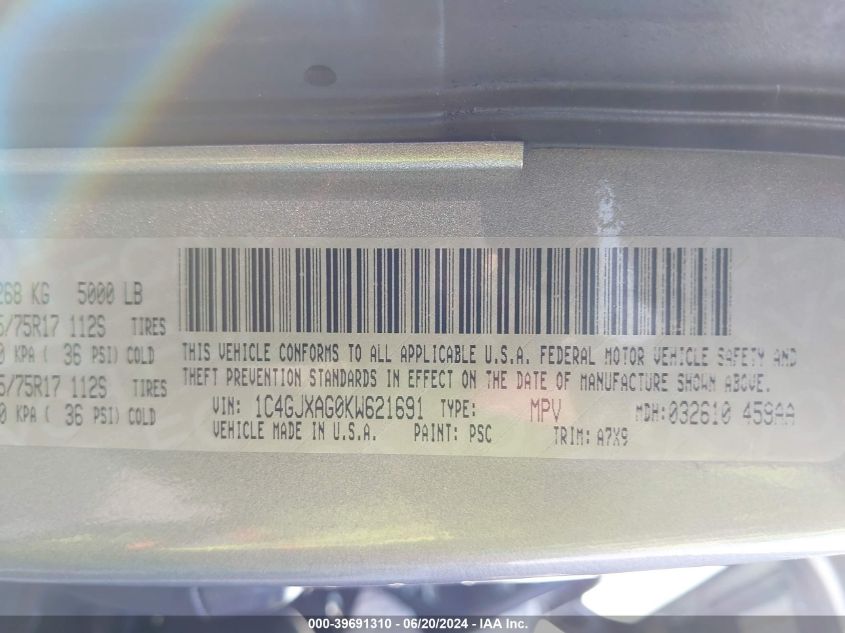 268 KG 5000 LB
/75R17 112S TIRES
0 KPA ( 36 PSI) COLD
/75R17 112S TIRES
0 KPA ( 36 PSI) COLD
THIS VEHICLE CONFORMS TO ALL APPLICABLE U.S.A. FEDERAL MOTOR VEHICLE SAFETY AND
THEFT PREVENTION STANDARDS IN EFFECT ON THE DATE OF MANUFACTURE SHOWN ABOVE.
VIN: 1C4GJXAG0KW621691 TYPE: MPV MDH: 032610 459AA
VEHICLE MADE IN U.S.A. PAINT: PSC TRIM: A7X9
000-39691310 - 06/20/2024 - IAA Inc.